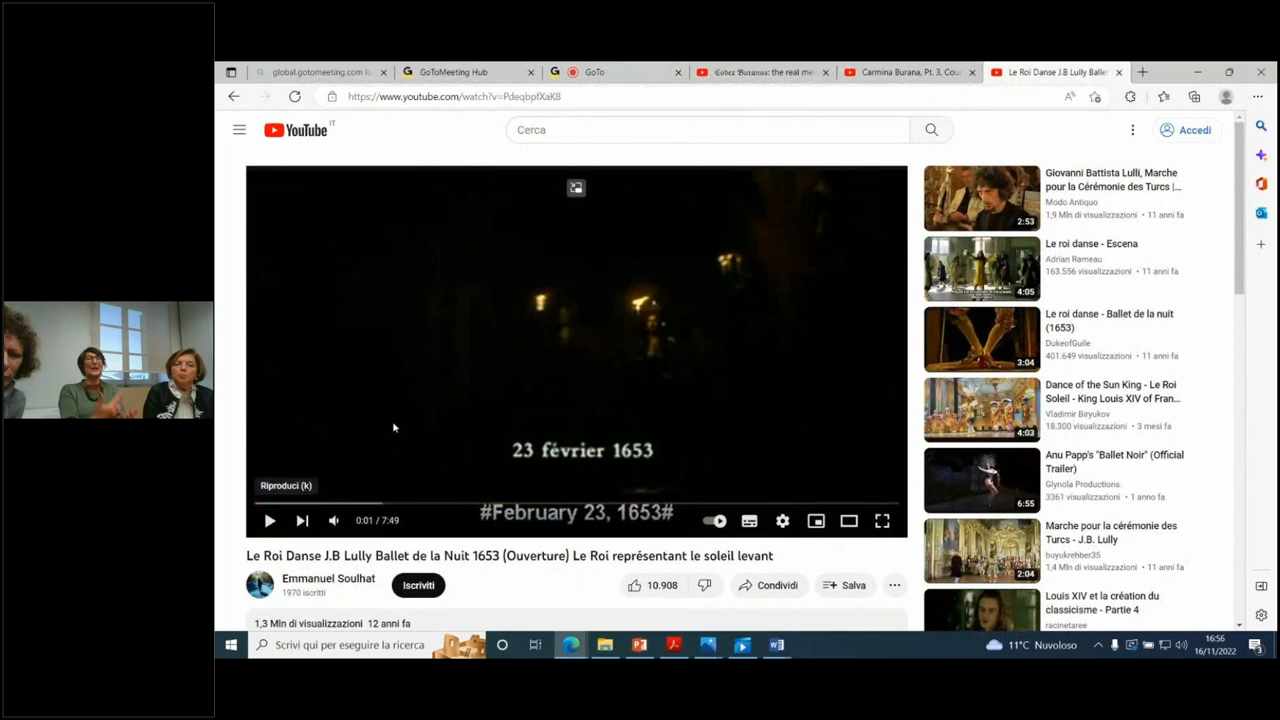 global.gotomeeting.com
GoToMeeting Hub
GoTo
Codex Buranus: the real me
Carmina Burana, Pt. 3, Cou
Le Roi Danse J.B Lully Ballet
https://www.youtube.com/watch?v=PdeqbpfXaK8
YouTube IT
Cerca
Accedi
23 février 1653
Riproduci (k)
0:01 / 7:49
#February 23, 1653#
Le Roi Danse J.B Lully Ballet de la Nuit 1653 (Ouverture) Le Roi représentant le soleil levant
Emmanuel Soulhat
1970 iscritti
Iscriviti
10.908
Condividi
Salva
1,3 Mln di visualizzazioni 12 anni fa
2:53
Giovanni Battista Lulli, Marche
pour la Cérémonie des Turcs |...
Modo Antiquo
1,9 Mln di visualizzazioni • 11 anni fa
4:05
Le roi danse - Escena
Adrian Rameau
163.556 visualizzazioni • 11 anni fa
3:04
Le roi danse - Ballet de la nuit
(1653)
DukeofGuile
401.649 visualizzazioni • 11 anni fa
4:03
Dance of the Sun King - Le Roi
Soleil - King Louis XIV of Fran...
Vladimir Biryukov
18.300 visualizzazioni • 3 mesi fa
6:55
Anu Papp's "Ballet Noir" (Official
Trailer)
Glynola Productions
3361 visualizzazioni • 1 anno fa
2:04
Marche pour la cérémonie des
Turcs - J.B. Lully
buyukrehber35
1,4 Mln di visualizzazioni • 11 anni fa
Louis XIV et la création du
classicisme - Partie 4
racinetaree
Scrivi qui per eseguire la ricerca
11°C Nuvoloso
16:56
16/11/2022
3